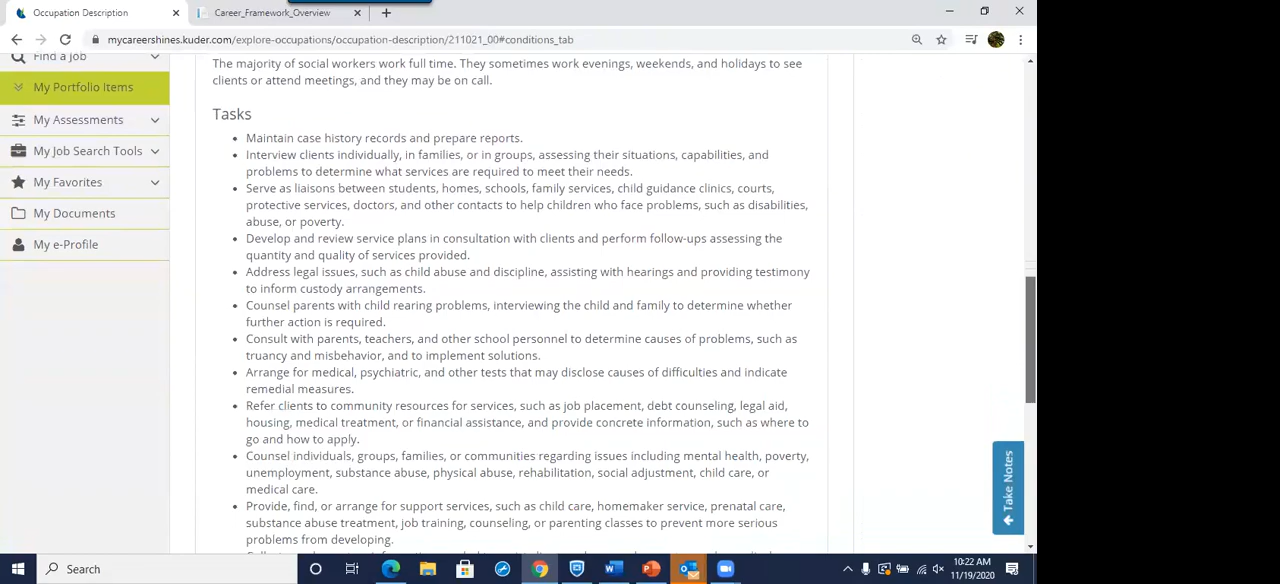 Occupation Description
Career_Framework_Overview
mycareershines.kuder.com/explore-occupations/occupation-description/211021_00#conditions_tab
Find a Job
My Portfolio Items
My Assessments
My Job Search Tools
My Favorites
My Documents
My e-Profile
The majority of social workers work full time. They sometimes work evenings, weekends, and holidays to see
clients or attend meetings, and they may be on call.
Tasks
Maintain case history records and prepare reports.
Interview clients individually, in families, or in groups, assessing their situations, capabilities, and
problems to determine what services are required to meet their needs.
Serve as liaisons between students, homes, schools, family services, child guidance clinics, courts,
protective services, doctors, and other contacts to help children who face problems, such as disabilities,
abuse, or poverty.
Develop and review service plans in consultation with clients and perform follow-ups assessing the
quantity and quality of services provided.
Address legal issues, such as child abuse and discipline, assisting with hearings and providing testimony
to inform custody arrangements.
Counsel parents with child rearing problems, interviewing the child and family to determine whether
further action is required.
Consult with parents, teachers, and other school personnel to determine causes of problems, such as
truancy and misbehavior, and to implement solutions.
Arrange for medical, psychiatric, and other tests that may disclose causes of difficulties and indicate
remedial measures.
Refer clients to community resources for services, such as job placement, debt counseling, legal aid,
housing, medical treatment, or financial assistance, and provide concrete information, such as where to
go and how to apply.
Counsel individuals, groups, families, or communities regarding issues including mental health, poverty,
unemployment, substance abuse, physical abuse, rehabilitation, social adjustment, child care, or
medical care.
Provide, find, or arrange for support services, such as child care, homemaker service, prenatal care,
substance abuse treatment, job training, counseling, or parenting classes to prevent more serious
problems from developing.
Take Notes
Search
10:22 AM
11/19/2020